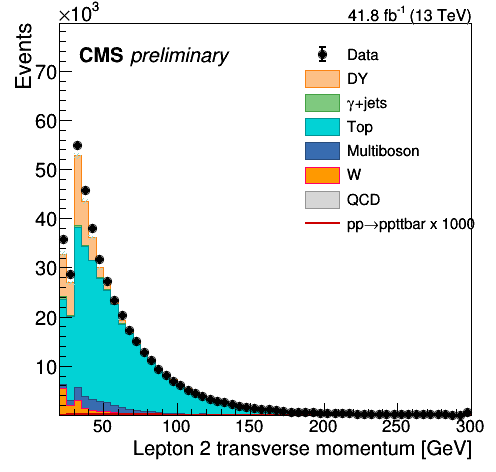 ×10³
41.8 fb⁻¹ (13 TeV)
Events
CMS preliminary
Data
DY
γ+jets
Top
Multiboson
W
QCD
pp→ppttbar x 1000
70
60
50
40
30
20
10
50 100 150 200 250 300
Lepton 2 transverse momentum [GeV]